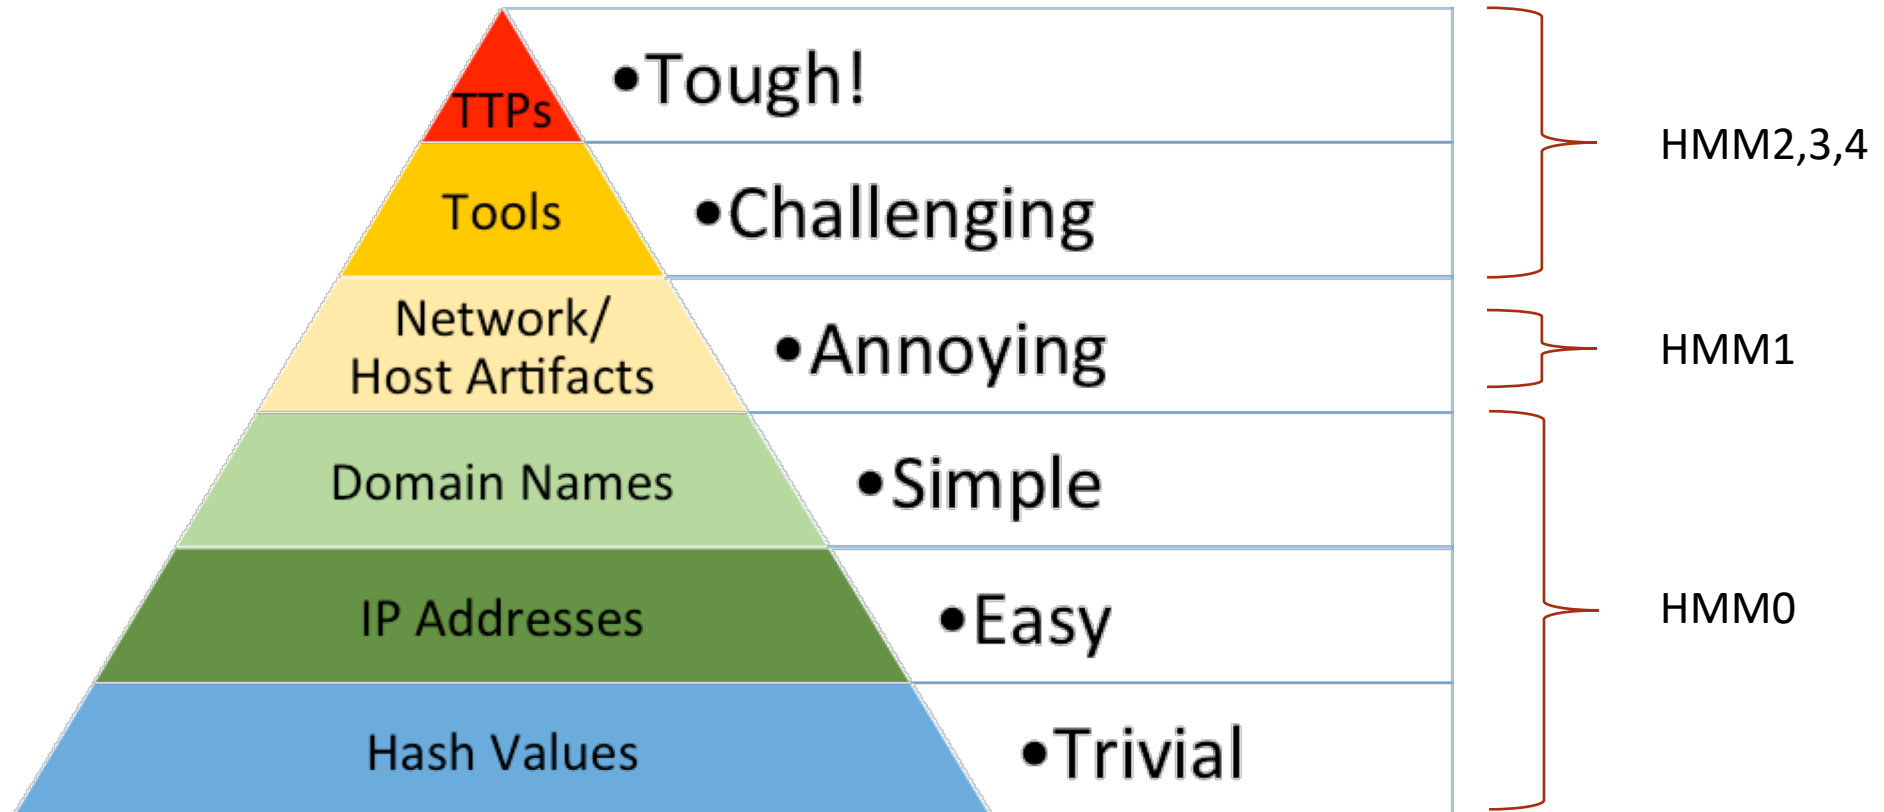 TTPs
•Tough!
Tools
•Challenging
HMM2,3,4
Network/
Host Artifacts
•Annoying
HMM1
Domain Names
•Simple
IP Addresses
•Easy
HMM0
Hash Values
•Trivial